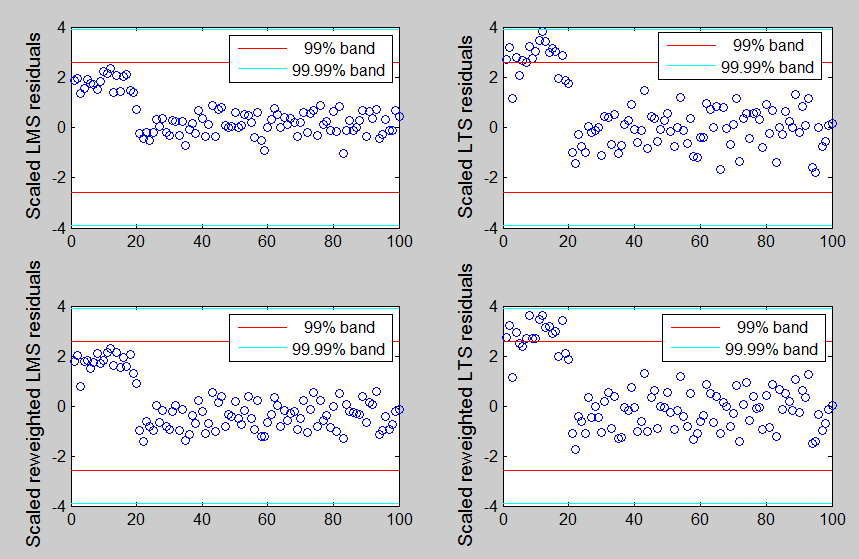 Scaled LMS residuals
4
2
0
-2
-4
0 20 40 60 80 100
99% band
99.99% band
Scaled LTS residuals
4
2
0
-2
-4
0 20 40 60 80 100
99% band
99.99% band
Scaled reweighted LMS residuals
4
2
0
-2
-4
0 20 40 60 80 100
99% band
99.99% band
Scaled reweighted LTS residuals
4
2
0
-2
-4
0 20 40 60 80 100
99% band
99.99% band